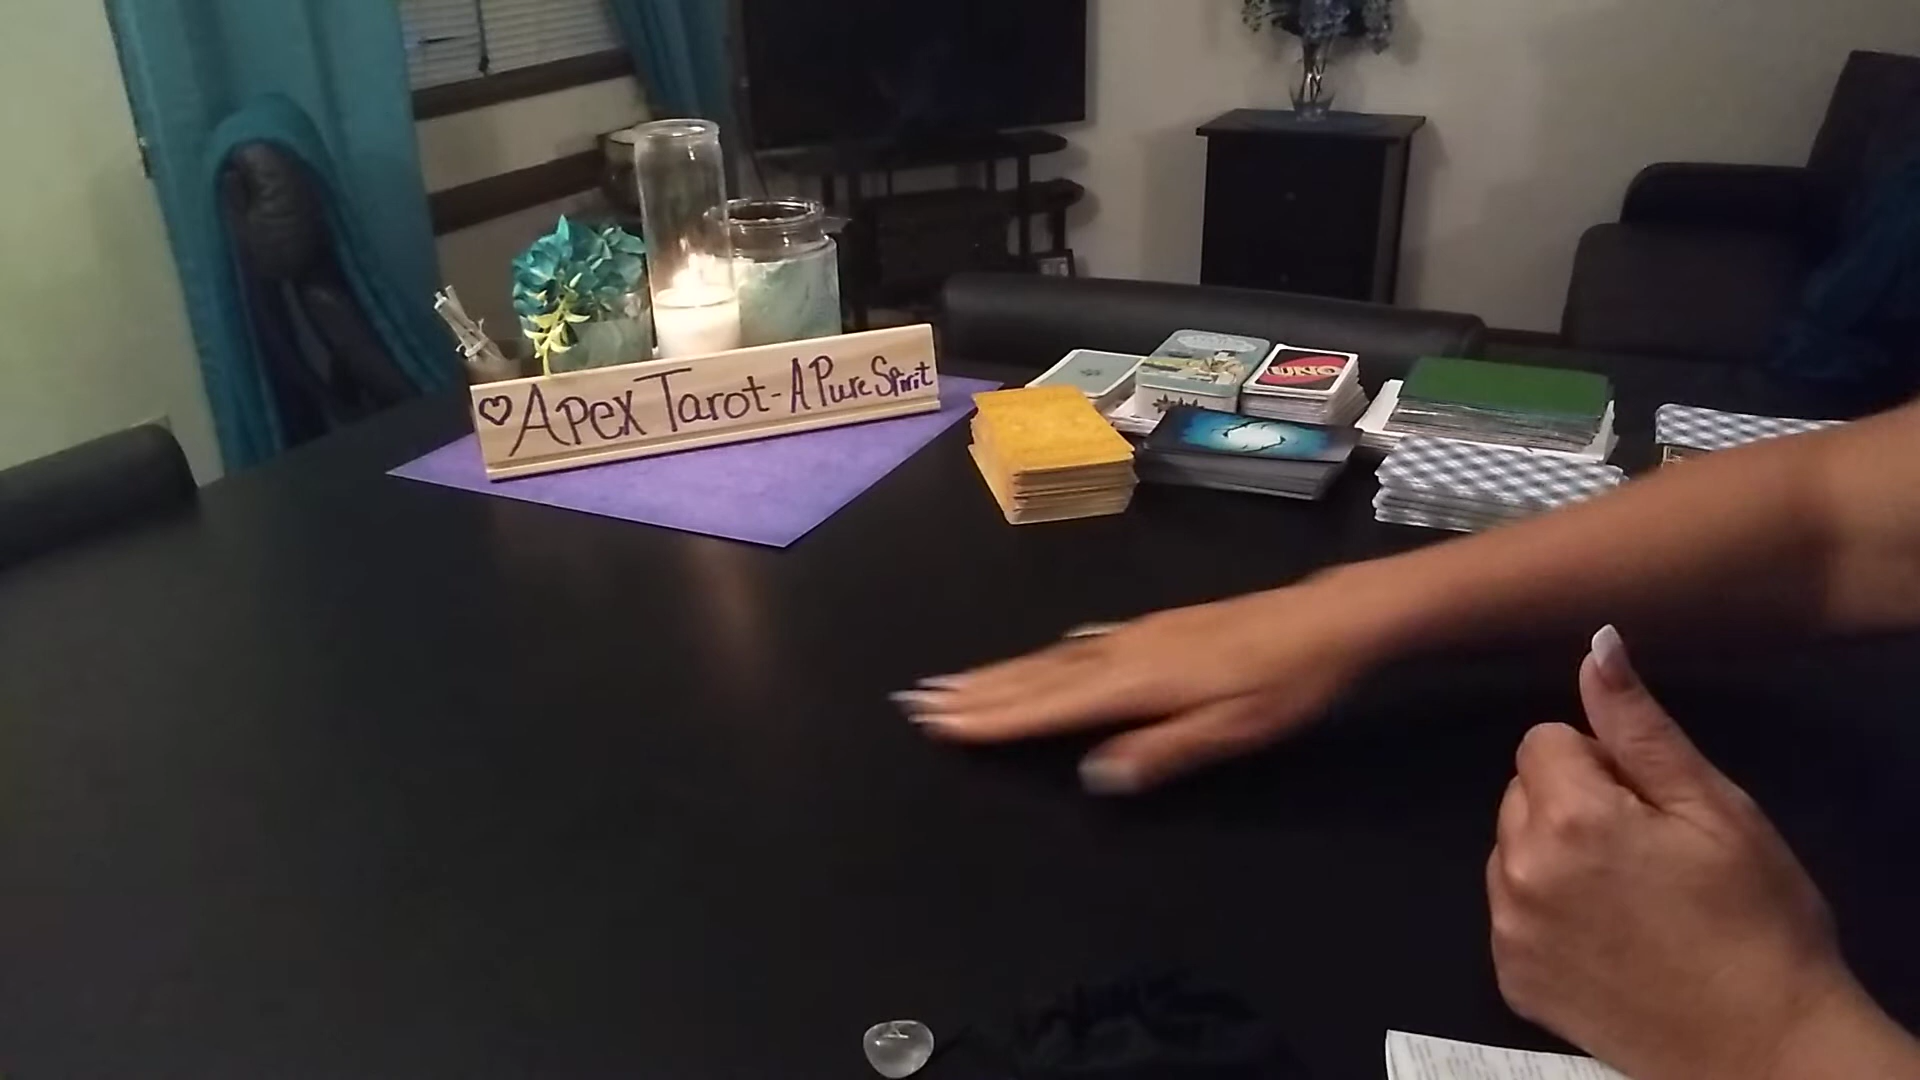 ♡Apex Tarot-A Pure Spirit
UNO